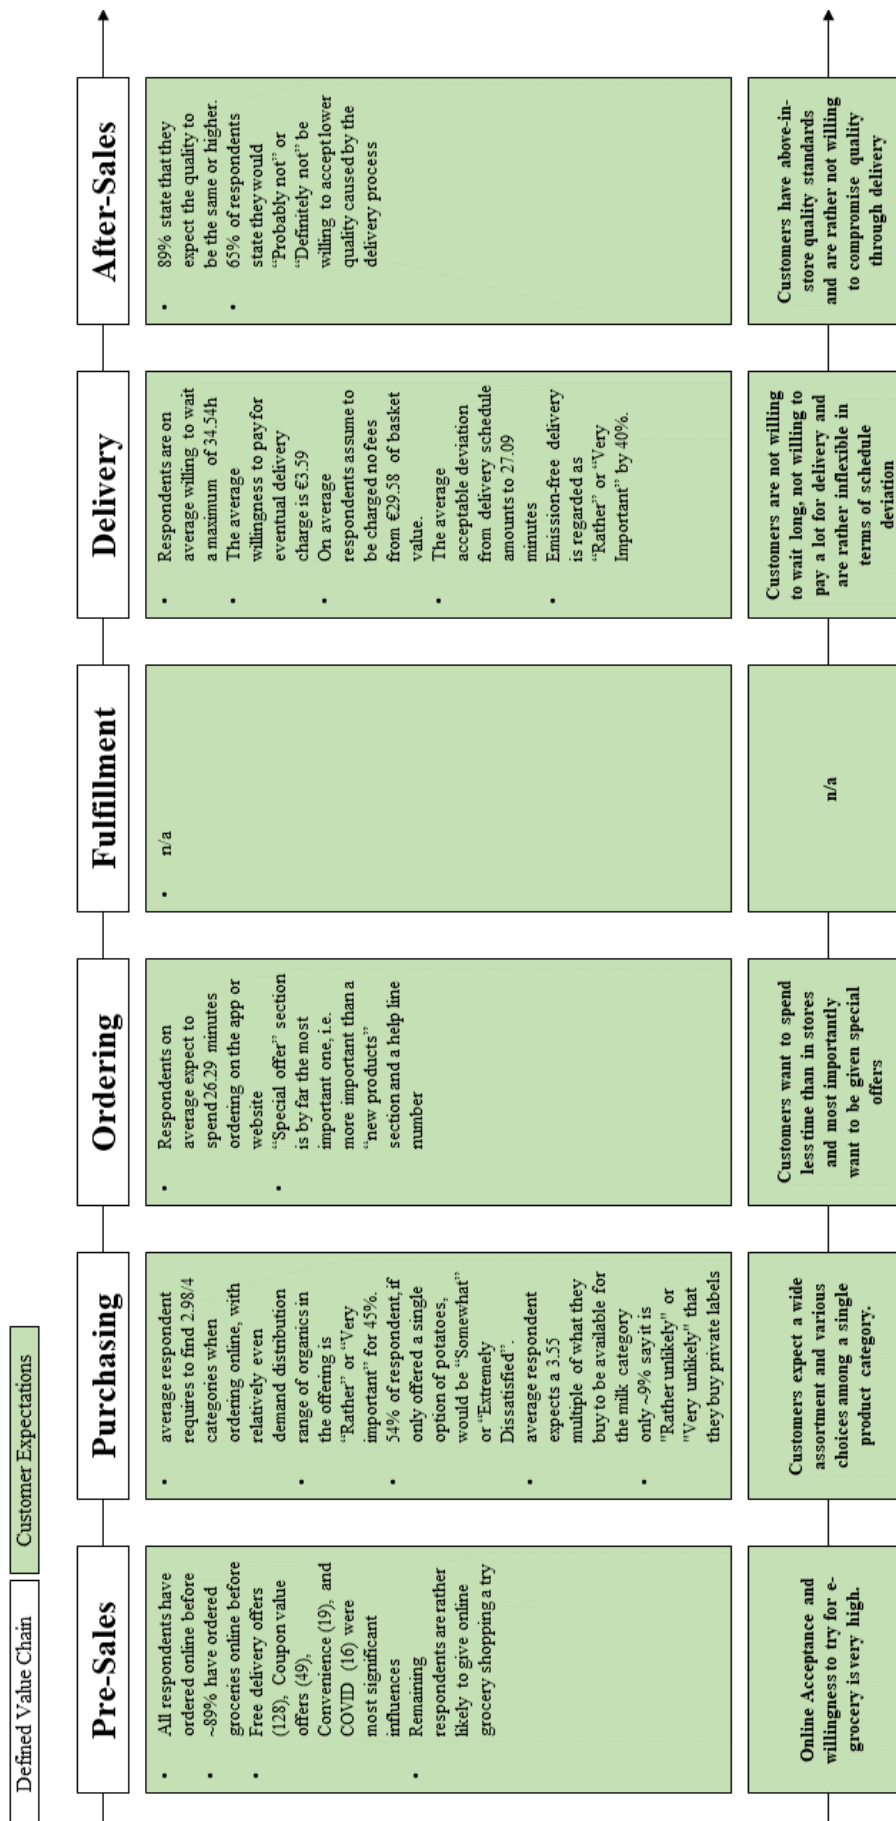 Defined Value Chain
Customer Expectations
Pre-Sales
• All respondents have
ordered online before
• ~89% have ordered
groceries online before
• Free delivery offers
(128), Coupon value
offers (49),
Convenience (19), and
COVID (16) were
most significant
influences
• Remaining
respondents are rather
likely to give online
grocery shopping a try
Online Acceptance and
willingness to try for e-
grocery is very high.
Purchasing
• average respondent
requires to find 2.98/4
categories when
ordering online, with
relatively even
demand distribution
• range of organics in
the offering is
“Rather” or “Very
important” for 45%.
• 54% of respondent, if
only offered a single
option of potatoes,
would be “Somewhat”
or “Extremely
Dissatisfied”.
• average respondent
expects a 3.55
multiple of what they
buy to be available for
the milk category
• only ~9% say it is
"Rather unlikely" or
"Very unlikely" that
they buy private labels
Customers expect a wide
assortment and various
choices among a single
product category.
Ordering
• Respondents on
average expect to
spend 26.29 minutes
ordering on the app or
website
• “Special offer” section
is by far the most
important one, i.e.
more important than a
“new products”
section and a help line
number
Customers want to spend
less time than in stores
and most importantly
want to be given special
offers
Fulfillment
• n/a
n/a
Delivery
• Respondents are on
average willing to wait
a maximum of 34.54h
• The average
willingness to pay for
eventual delivery
charge is €3.59
• On average
respondents assume to
be charged no fees
from €29.58 of basket
value.
• The average
acceptable deviation
from delivery schedule
amounts to 27.09
minutes
• Emission-free delivery
is regarded as
“Rather” or “Very
Important” by 40%.
Customers are not willing
to wait long, not willing to
pay a lot for delivery and
are rather inflexible in
terms of schedule
deviation
After-Sales
• 89% state that they
expect the quality to
be the same or higher.
• 65% of respondents
state they would
“Probably not” or
“Definitely not” be
willing to accept lower
quality caused by the
delivery process
Customers have above-in-
store quality standards
and are rather not willing
to compromise quality
through delivery